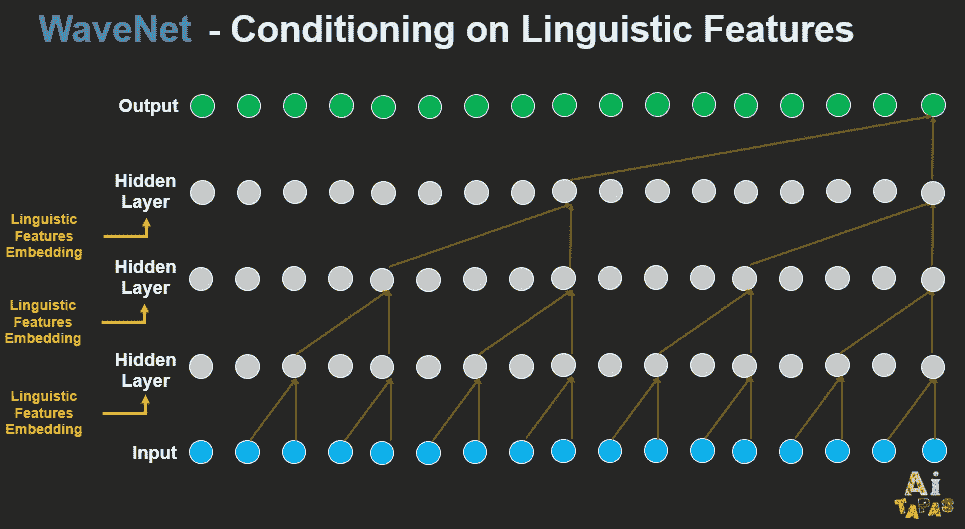 WaveNet - Conditioning on Linguistic Features
Output
Hidden
Layer
Linguistic
Features
Embedding
Hidden
Layer
Linguistic
Features
Embedding
Hidden
Layer
Linguistic
Features
Embedding
Input
Ai
TAPAS